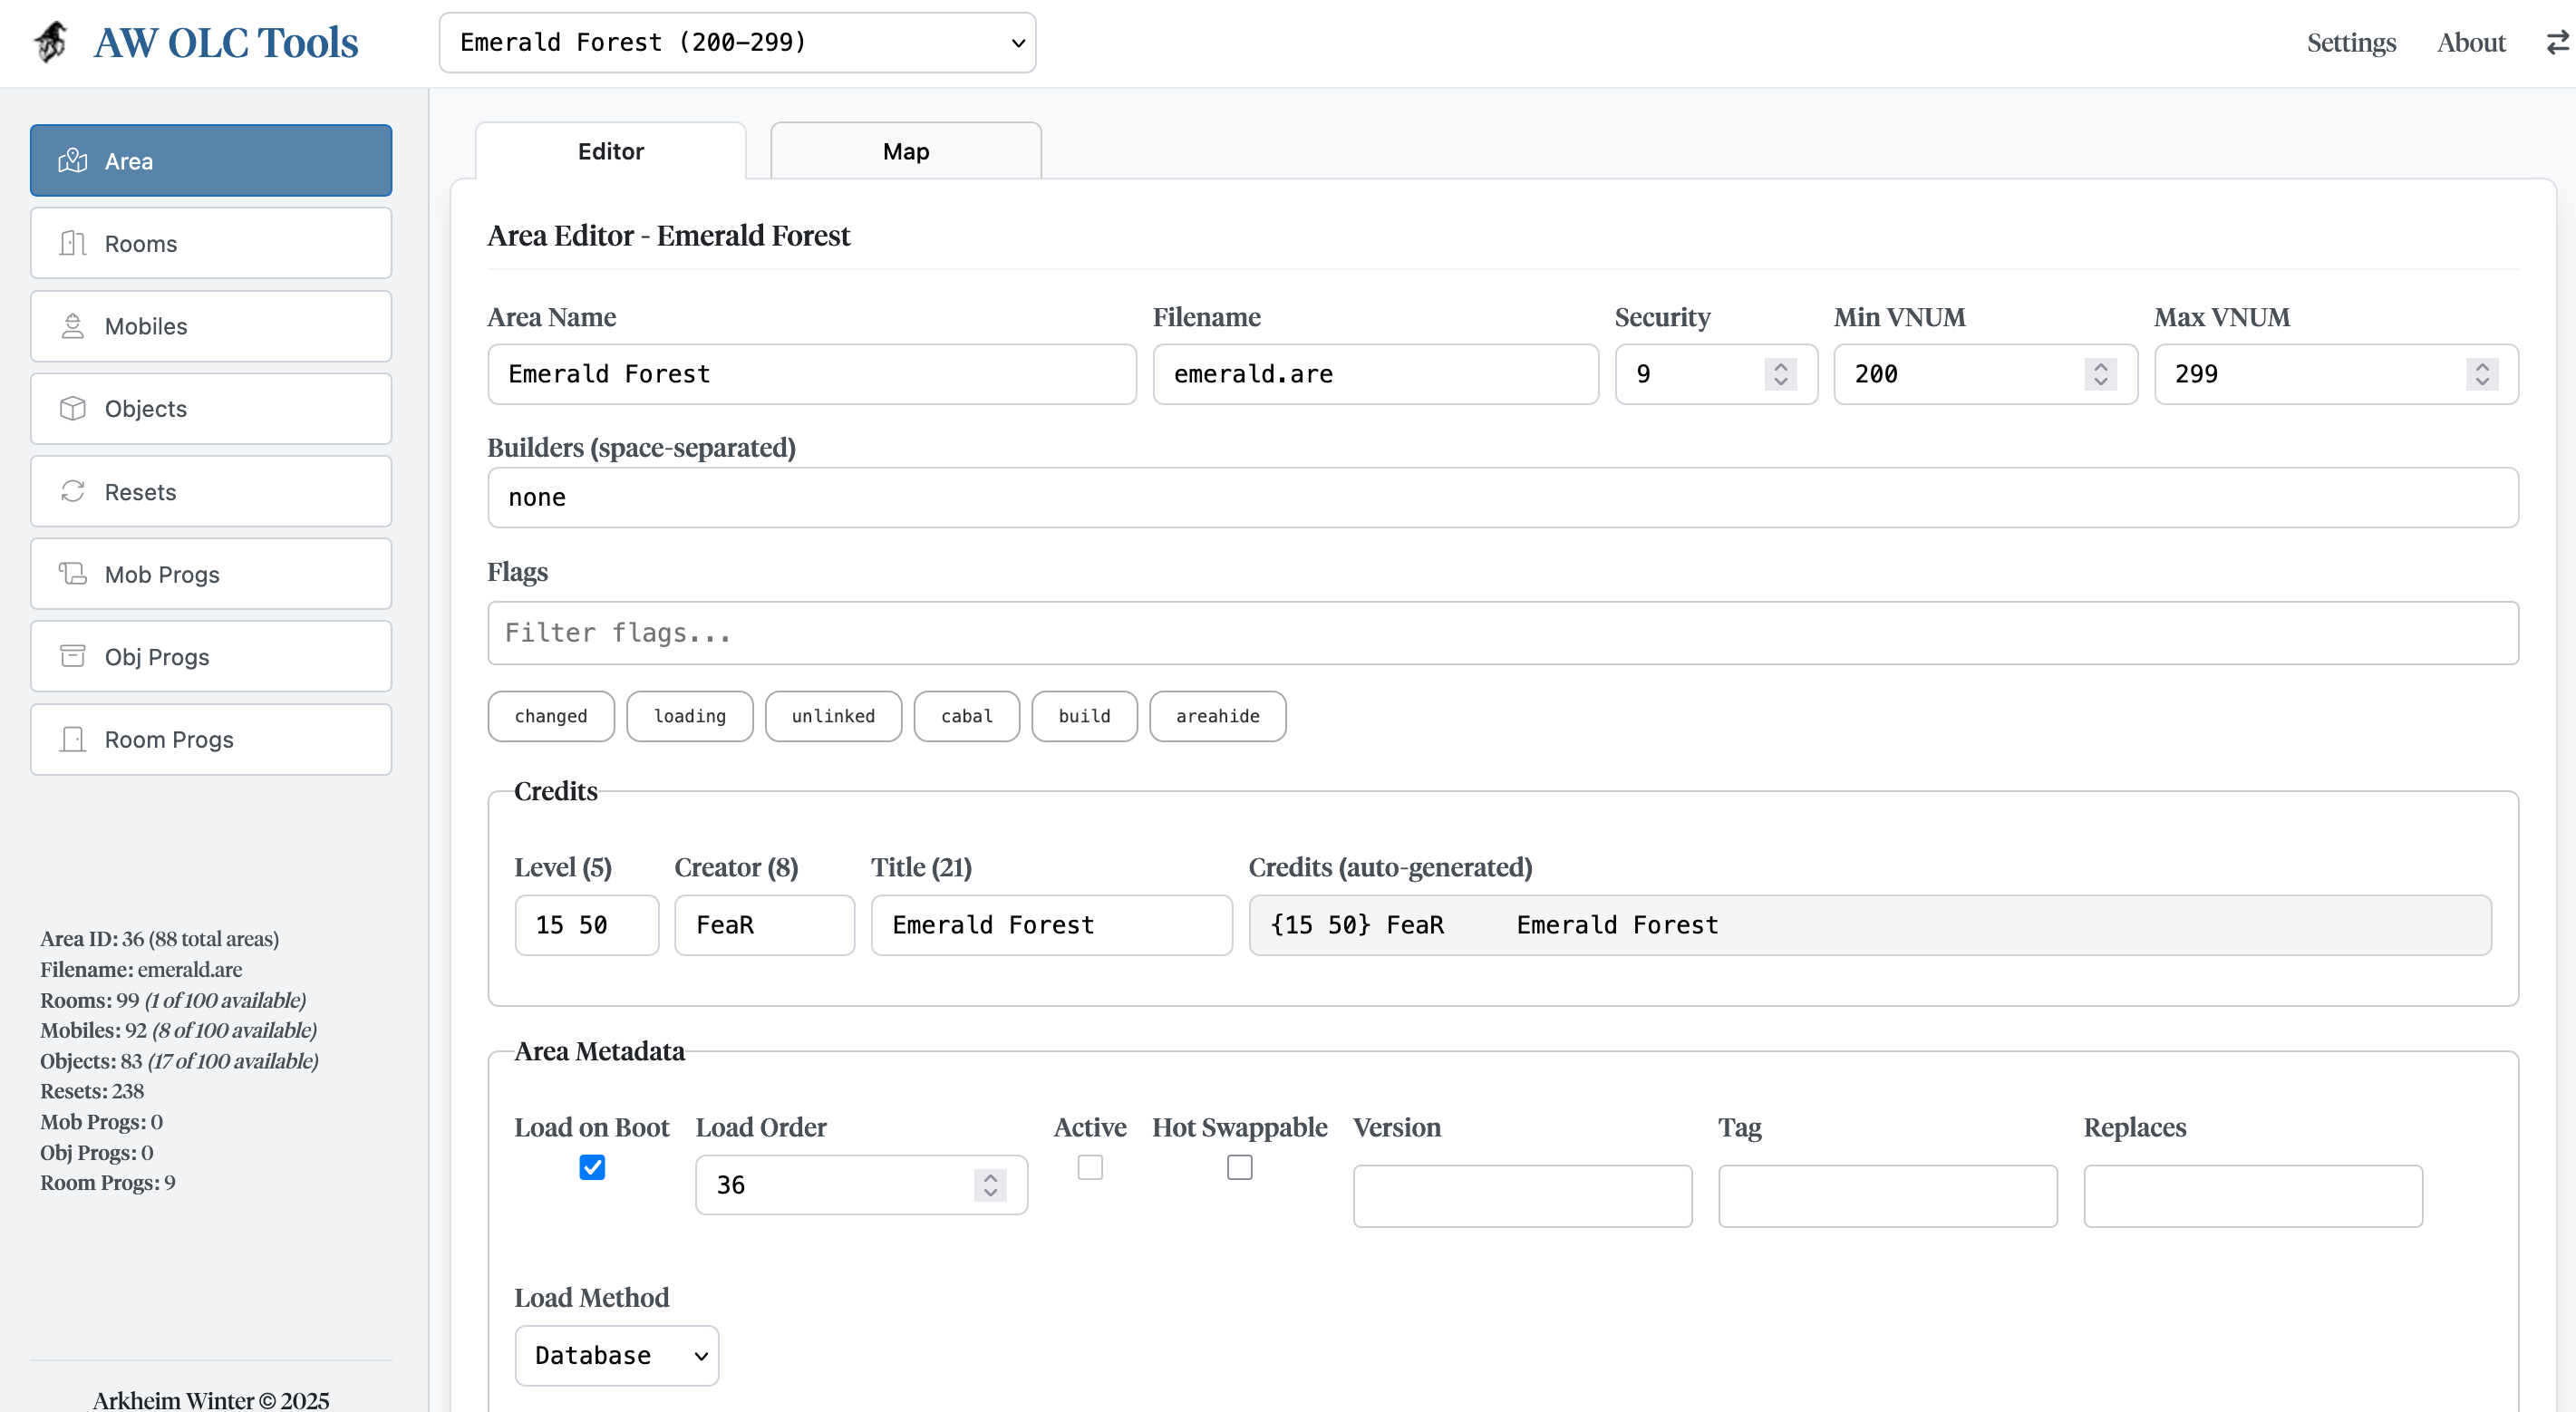 AW OLC Tools
Emerald Forest (200-299)
Settings
About
Area
Rooms
Mobiles
Objects
Resets
Mob Progs
Obj Progs
Room Progs
Area ID: 36 (88 total areas)
Filename: emerald.are
Rooms: 99 (1 of 100 available)
Mobiles: 92 (8 of 100 available)
Objects: 83 (17 of 100 available)
Resets: 238
Mob Progs: 0
Obj Progs: 0
Room Progs: 9
Arkheim Winter © 2025
Editor
Map
Area Editor - Emerald Forest
Area Name
Filename
Security
Min VNUM
Max VNUM
Emerald Forest
emerald.are
9
200
299
Builders (space-separated)
none
Flags
Filter flags...
changed
loading
unlinked
cabal
build
areahide
Credits
Level (5)
Creator (8)
Title (21)
Credits (auto-generated)
15 50
FeaR
Emerald Forest
{15 50} FeaR     Emerald Forest
Area Metadata
Load on Boot
Load Order
Active
Hot Swappable
Version
Tag
Replaces
36
Load Method
Database